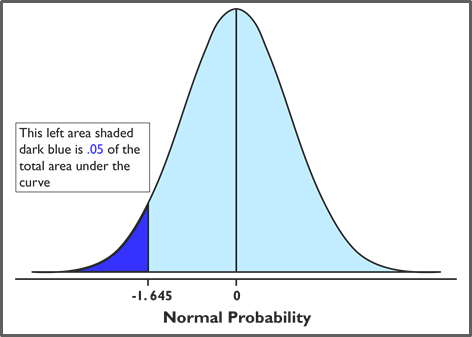 This left area shaded
dark blue is .05 of the
total area under the
curve
-1.645
0
Normal Probability